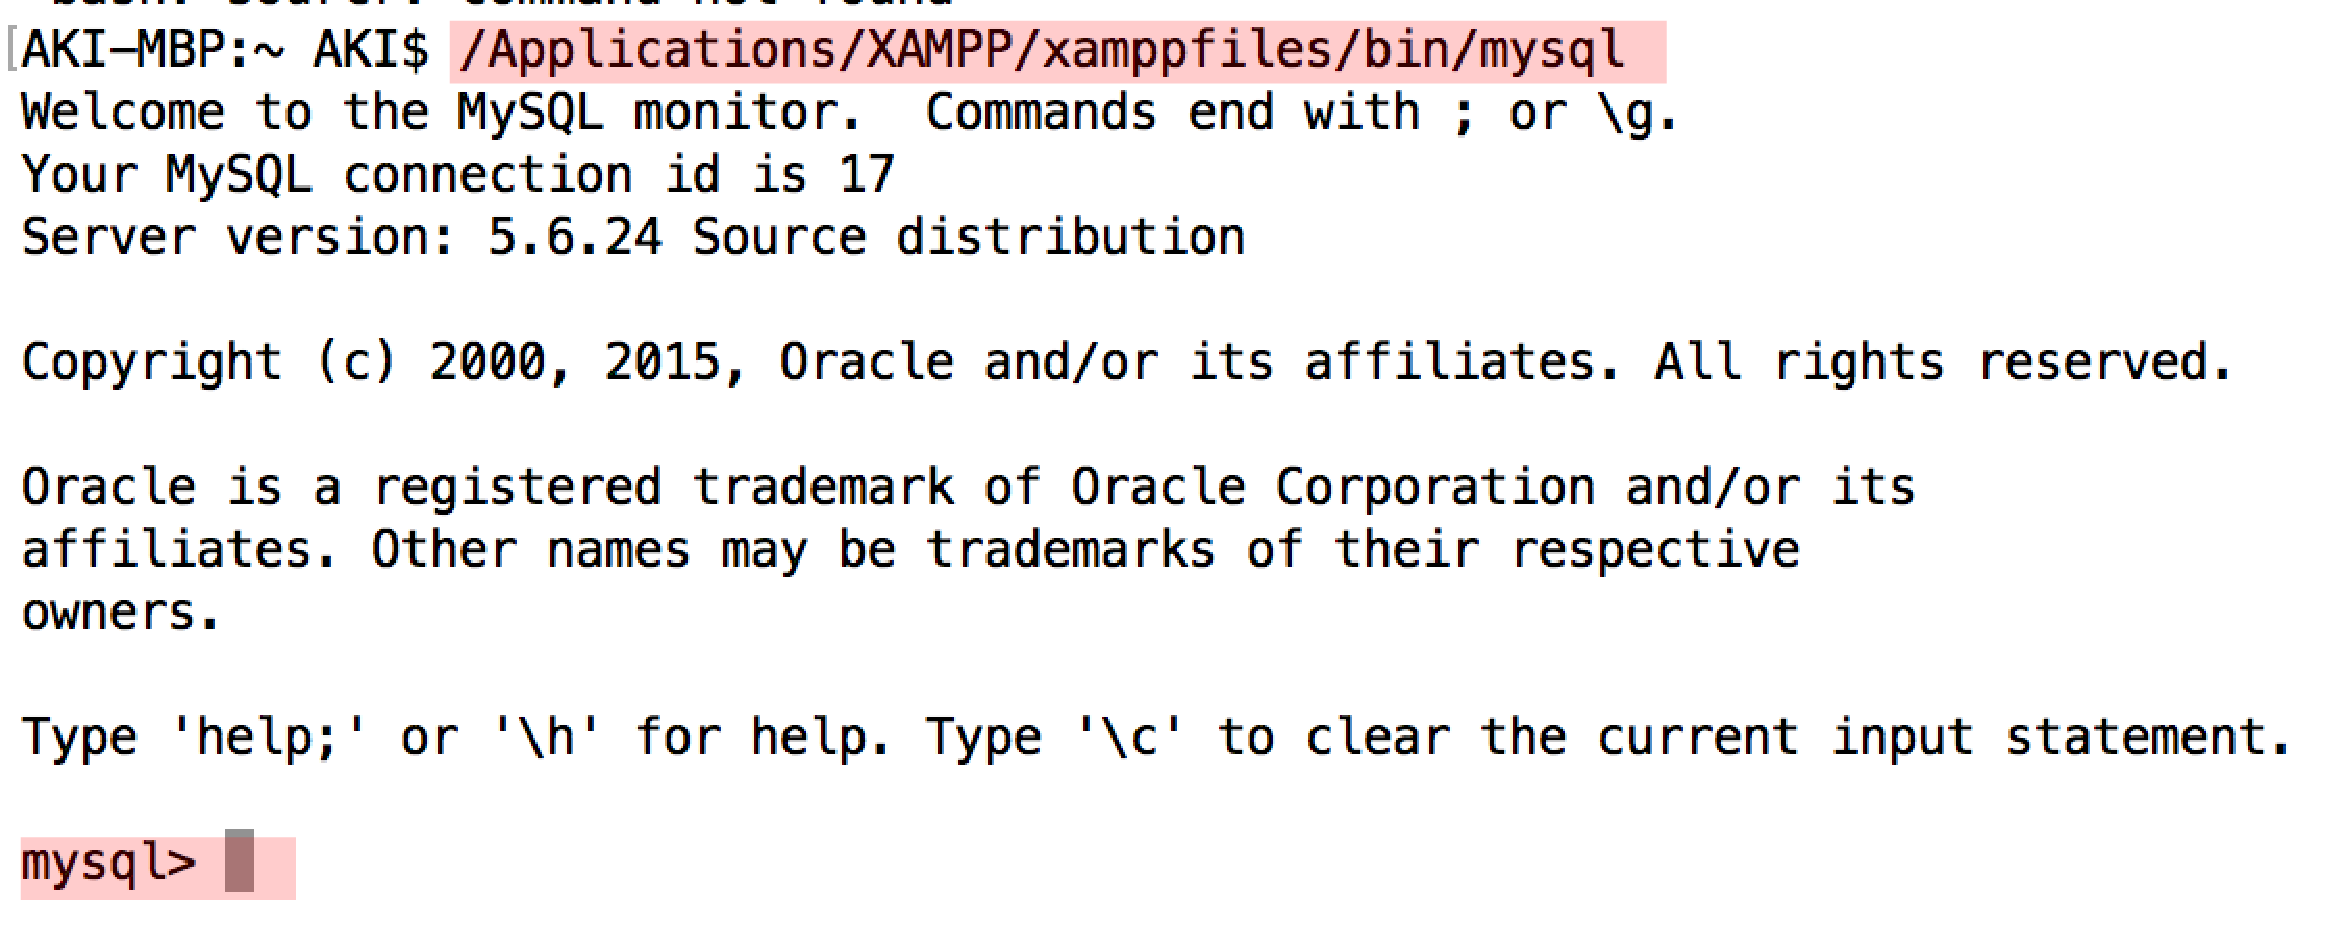 command not found
[AKI-MBP:~ AKI$ /Applications/XAMPP/xamppfiles/bin/mysql
Welcome to the MySQL monitor.  Commands end with ; or \g.
Your MySQL connection id is 17
Server version: 5.6.24 Source distribution
Copyright (c) 2000, 2015, Oracle and/or its affiliates. All rights reserved.
Oracle is a registered trademark of Oracle Corporation and/or its
affiliates. Other names may be trademarks of their respective
owners.
Type 'help;' or '\h' for help. Type '\c' to clear the current input statement.
mysql>